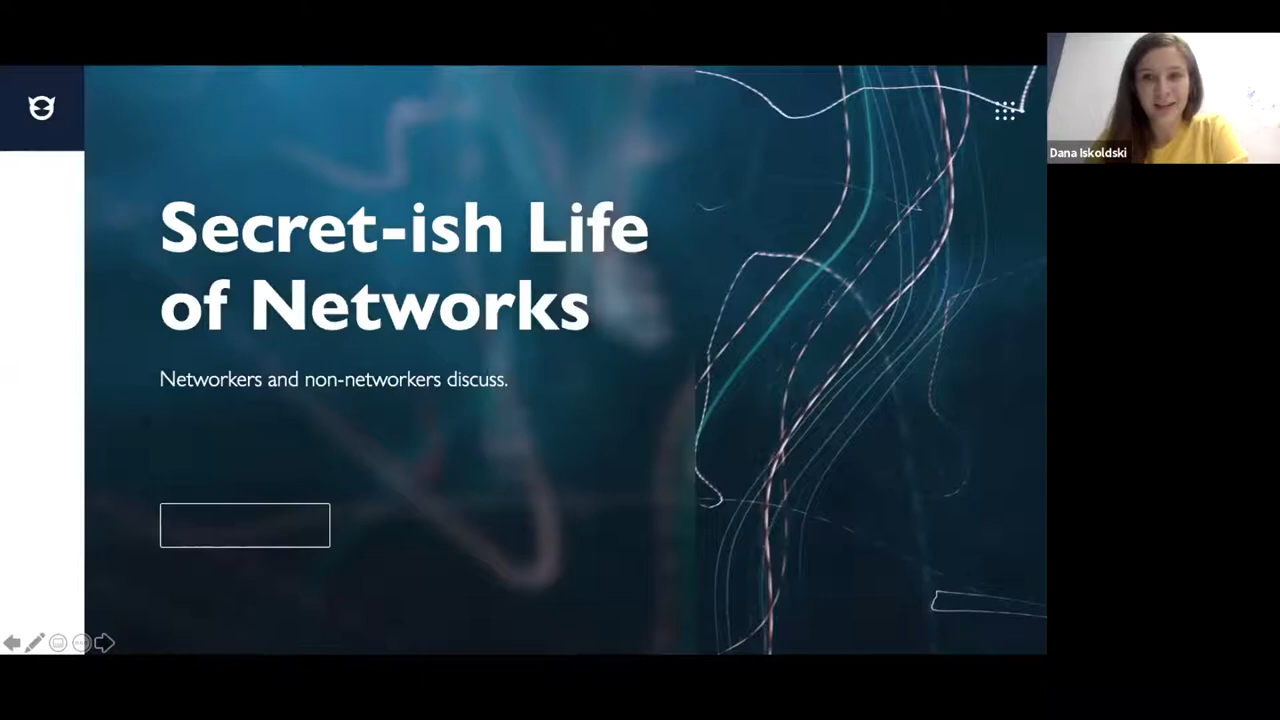 Secret-ish Life
of Networks
Networkers and non-networkers discuss.
Dana Iskoldski